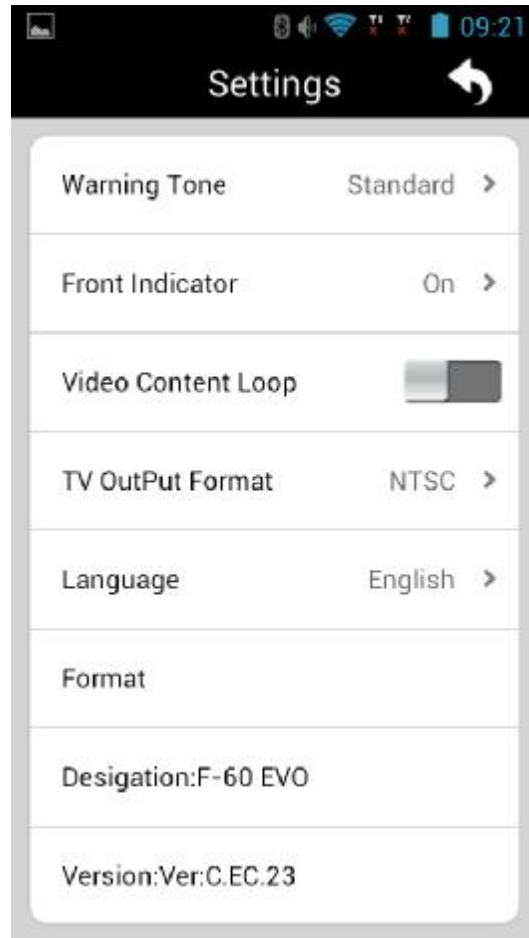 09:21
Settings
Warning Tone Standard >
Front Indicator On >
Video Content Loop
TV OutPut Format NTSC >
Language English >
Format
Desigation:F-60 EVO
Version:Ver:C.EC.23